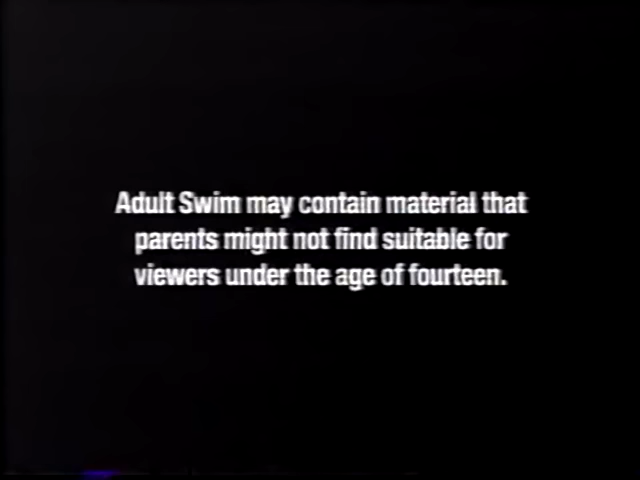 Adult Swim may contain material that
parents might not find suitable for
viewers under the age of fourteen.